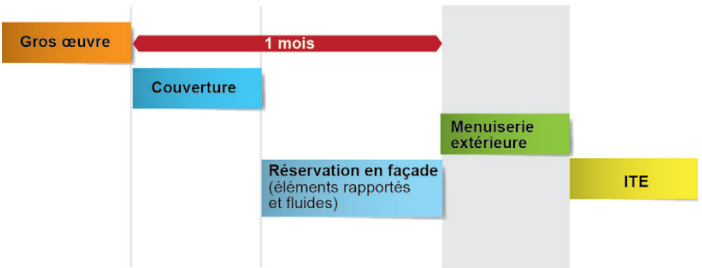 Gros œuvre
1 mois
Couverture
Menuiserie
extérieure
Réservation en façade
(éléments rapportés
et fluides)
ITE